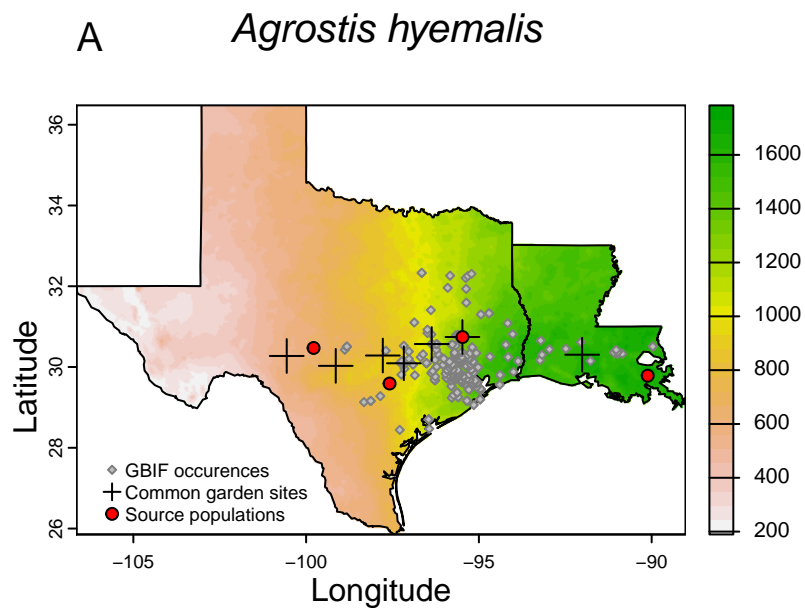 A
Agrostis hyemalis
36
34
32
30
28
26
Latitude
GBIF occurences
Common garden sites
Source populations
−105
−100
−95
−90
Longitude
1600
1400
1200
1000
800
600
400
200